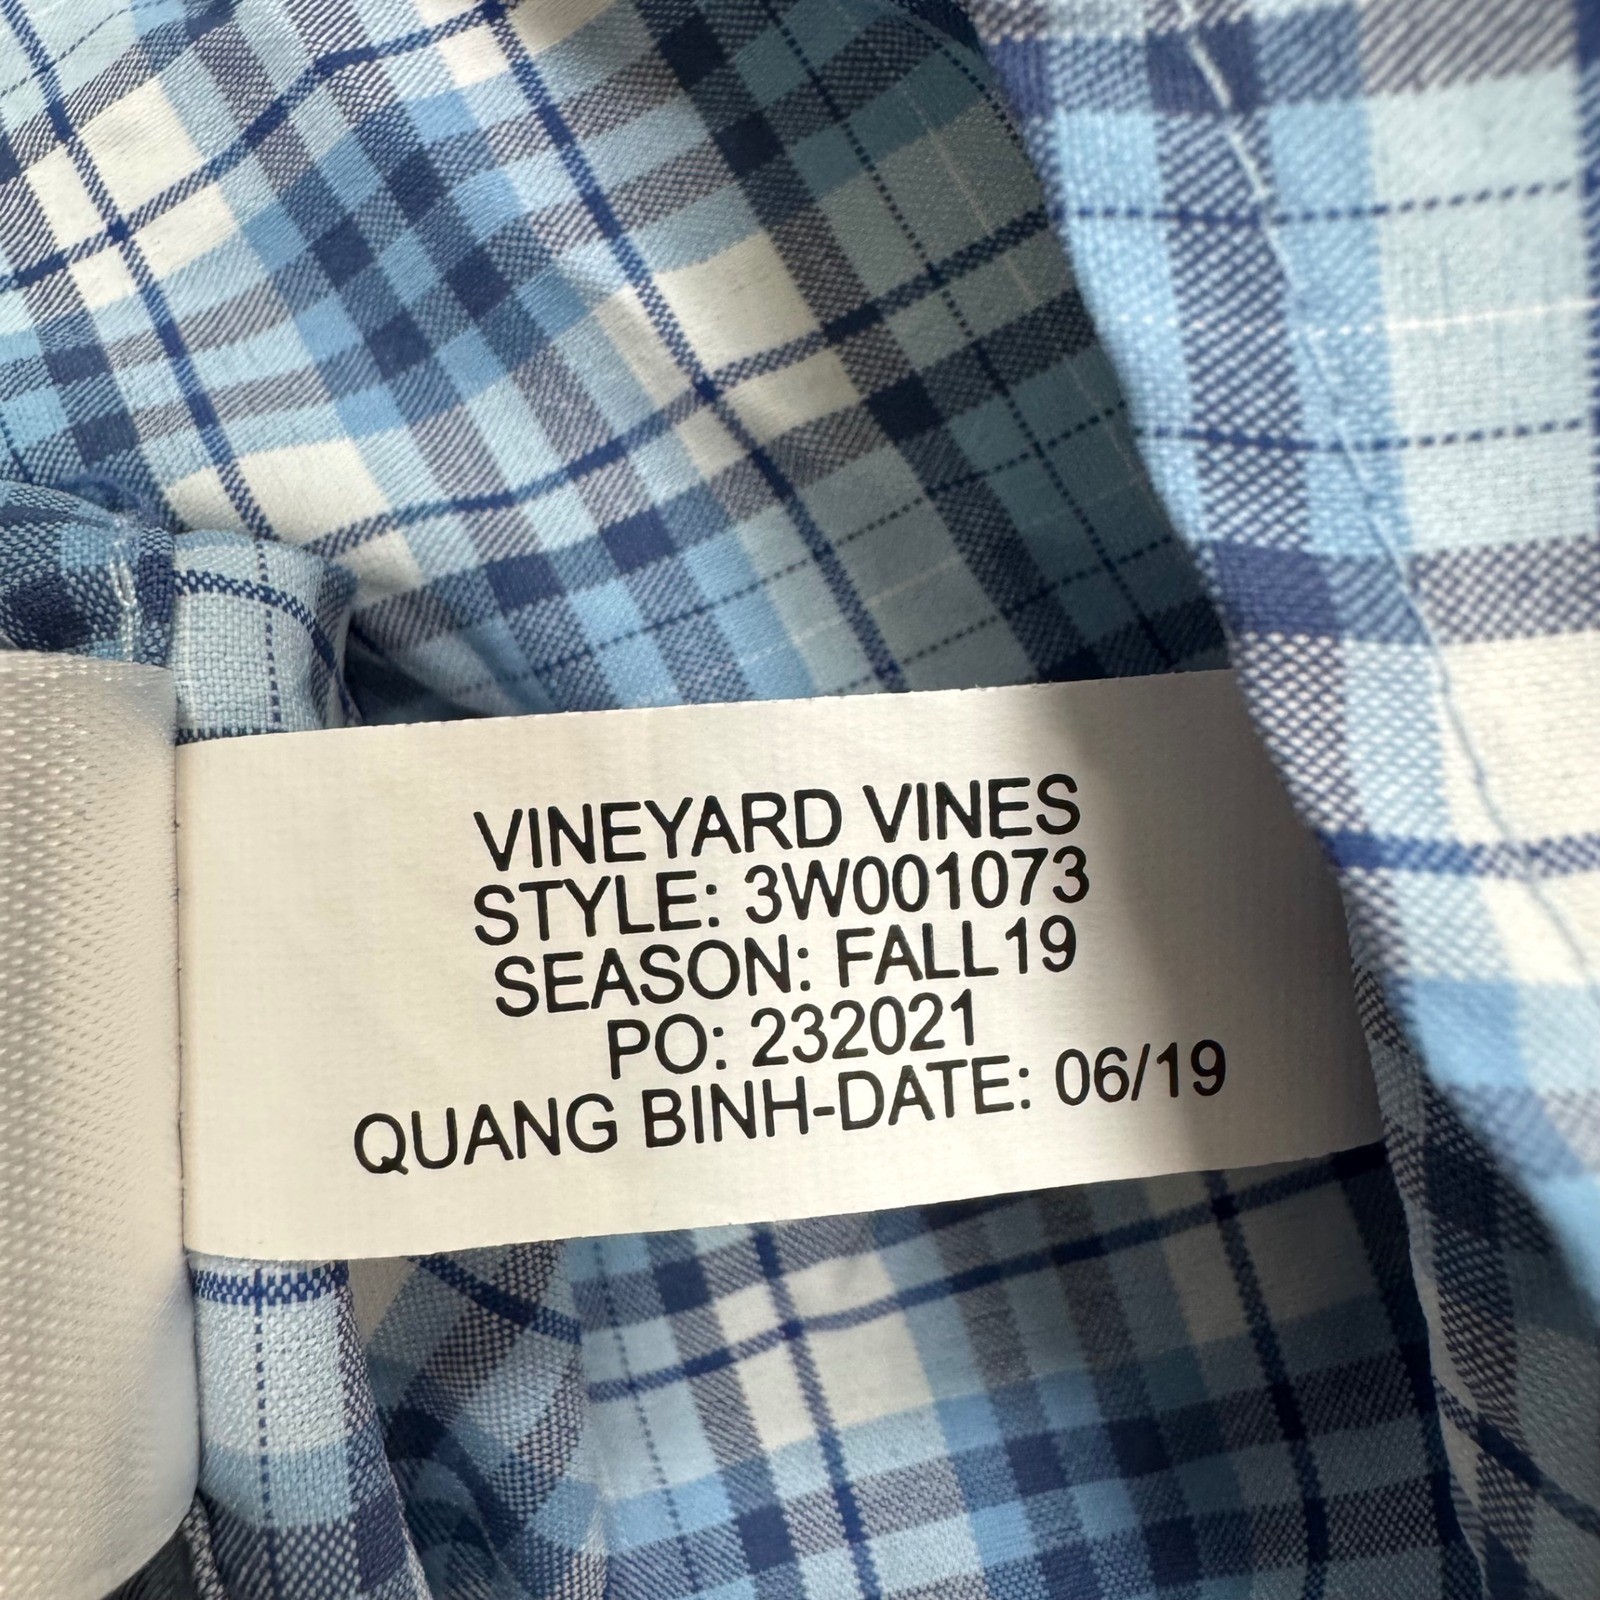 VINEYARD VINES
STYLE: 3W001073
SEASON: FALL19
PO: 232021
QUANG BINH-DATE: 06/19